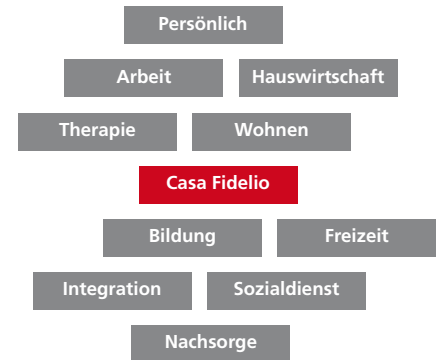 Persönlich
Arbeit Hauswirtschaft
Therapie Wohnen
Casa Fidelio
Bildung Freizeit
Integration Sozialdienst
Nachsorge